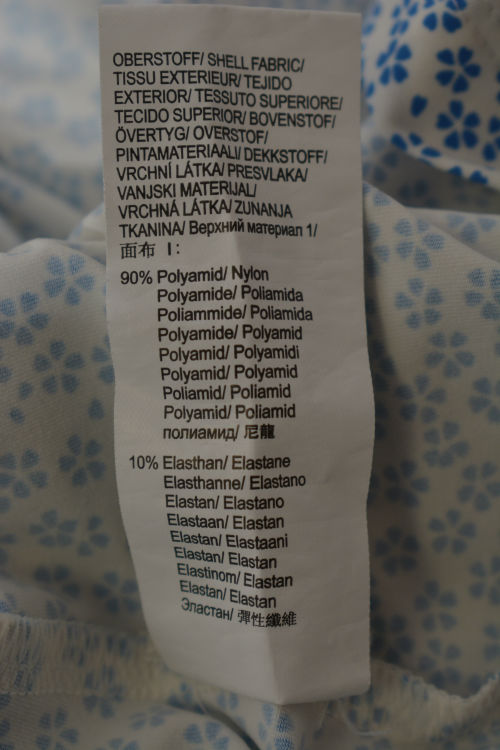 OBERSTOFF/ SHELL FABRIC/
TISSU EXTERIEUR/ TEJIDO
EXTERIOR/ TESSUTO SUPERIORE/
TECIDO SUPERIOR/ BOVENSTOF/
ÖVERTYG/ OVERSTOF/
PINTAMATERIAALI/ DEKKSTOFF/
VRCHNÍ LÁTKA/ PRESVLAKA/
VANJSKI MATERIJAL/
VRCHNÁ LÁTKA/ ZUNANJA
TKANINA/ Верхний материал 1/
面布 I:
90% Polyamid/ Nylon
Polyamide/ Poliamida
Poliammide/ Poliamida
Polyamide/ Polyamid
Polyamid/ Polyamidi
Polyamid/ Polyamid
Poliamid/ Poliamid
Polyamid/ Poliamid
полиамид/ 尼龍
10% Elasthan/ Elastane
Elasthanne/ Elastano
Elastan/ Elastano
Elastaan/ Elastan
Elastan/ Elastaani
Elastan/ Elastan
Elastinom/ Elastan
Elastan/ Elastan
Эластан/ 彈性纖維